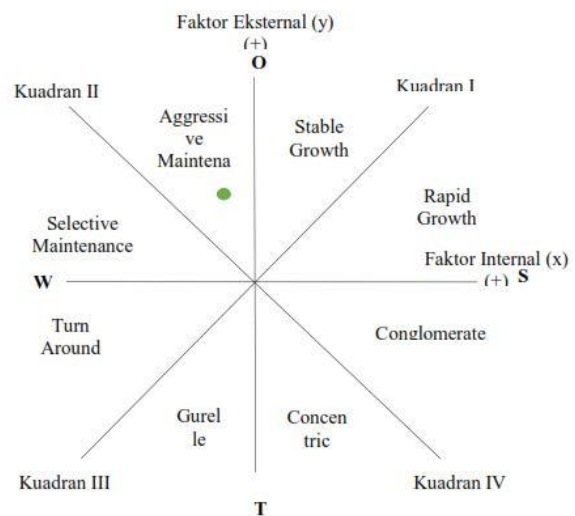 Faktor Eksternal (y)
(+)
O
Kuadran II
Kuadran I
Aggressi
ve
Maintena
Stable
Growth
Rapid
Growth
Selective
Maintenance
Faktor Internal (x)
W
(+) S
Turn
Around
Conglomerate
Gurel
le
Concen
tric
Kuadran III
Kuadran IV
T